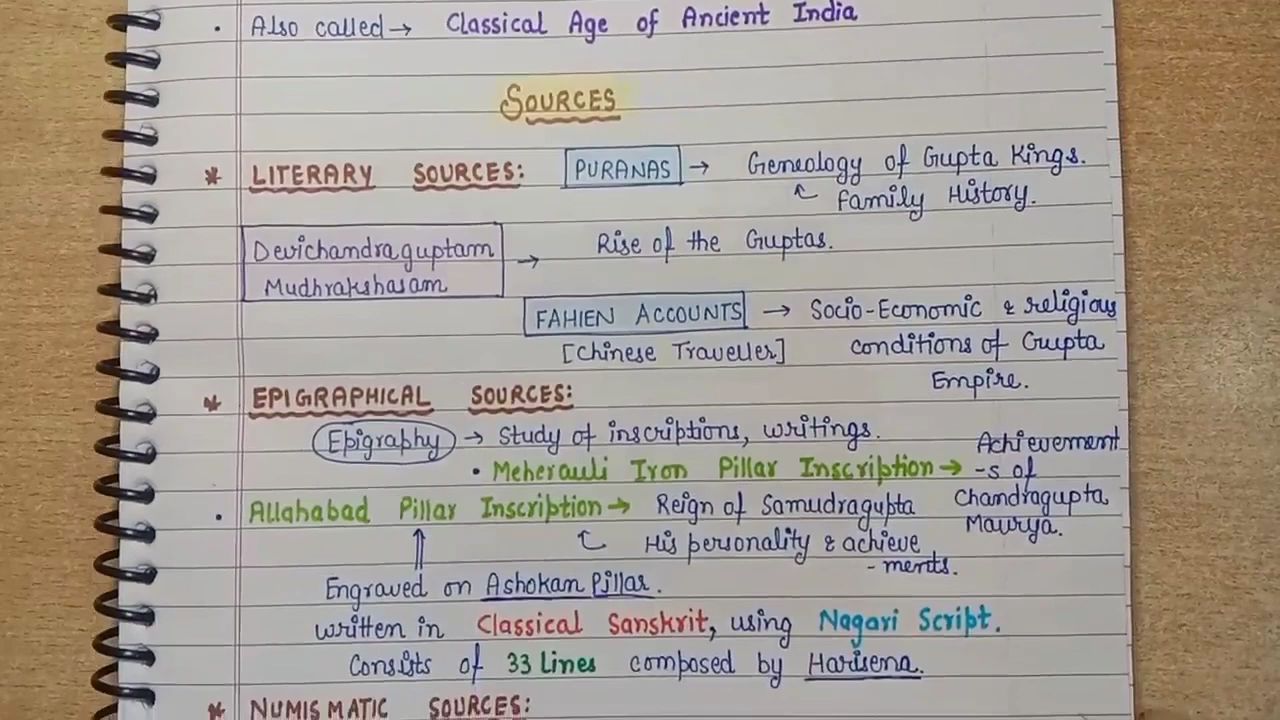 • Also called → Classical Age of Ancient India
SOURCES
* LITERARY SOURCES: PURANAS → Genealogy of Gupta Kings.
family History.
Devichandraguptam
Mudhrakshasam → Rise of the Guptas.
FAHIEN ACCOUNTS → Socio-Economic & religious
[Chinese Traveller] conditions of Gupta
Empire.
* EPIGRAPHICAL SOURCES:
Epigraphy → Study of inscriptions, writings.
• Meherauli Iron Pillar Inscription → Achievement
-s of
Chandragupta
Maurya.
• Allahabad Pillar Inscription → Reign of Samudragupta
His personality & achieve
-ments.
Engraved on Ashokan Pillar.
written in Classical Sanskrit, using Nagari Script.
Consists of 33 Lines composed by Harisena.
* NUMISMATIC SOURCES: